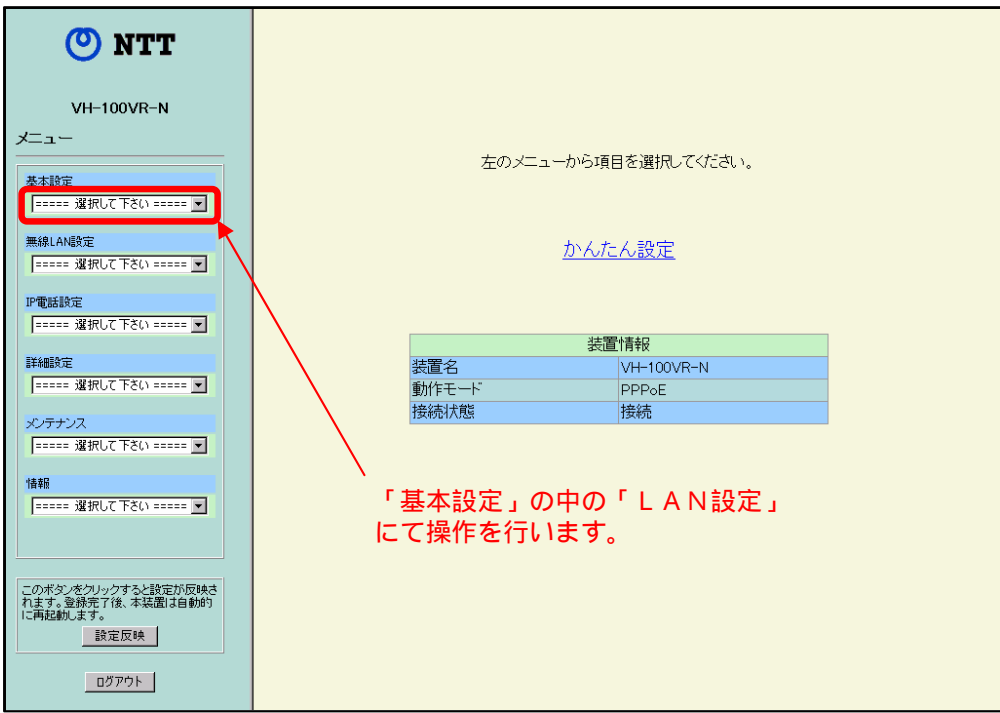 NTT
VH-100VR-N
メニュー
基本設定
===== 選択して下さい =====
無線LAN設定
===== 選択して下さい =====
IP電話設定
===== 選択して下さい =====
詳細設定
===== 選択して下さい =====
メンテナンス
===== 選択して下さい =====
情報
===== 選択して下さい =====
このボタンをクリックすると設定が反映さ
れます。登録完了後、本装置は自動的
に再起動します。
設定反映
ログアウト
左のメニューから項目を選択してください。
かんたん設定
装置情報
装置名 VH-100VR-N
動作モード PPPoE
接続状態 接続
「基本設定」の中の「ＬＡＮ設定」
にて操作を行います。